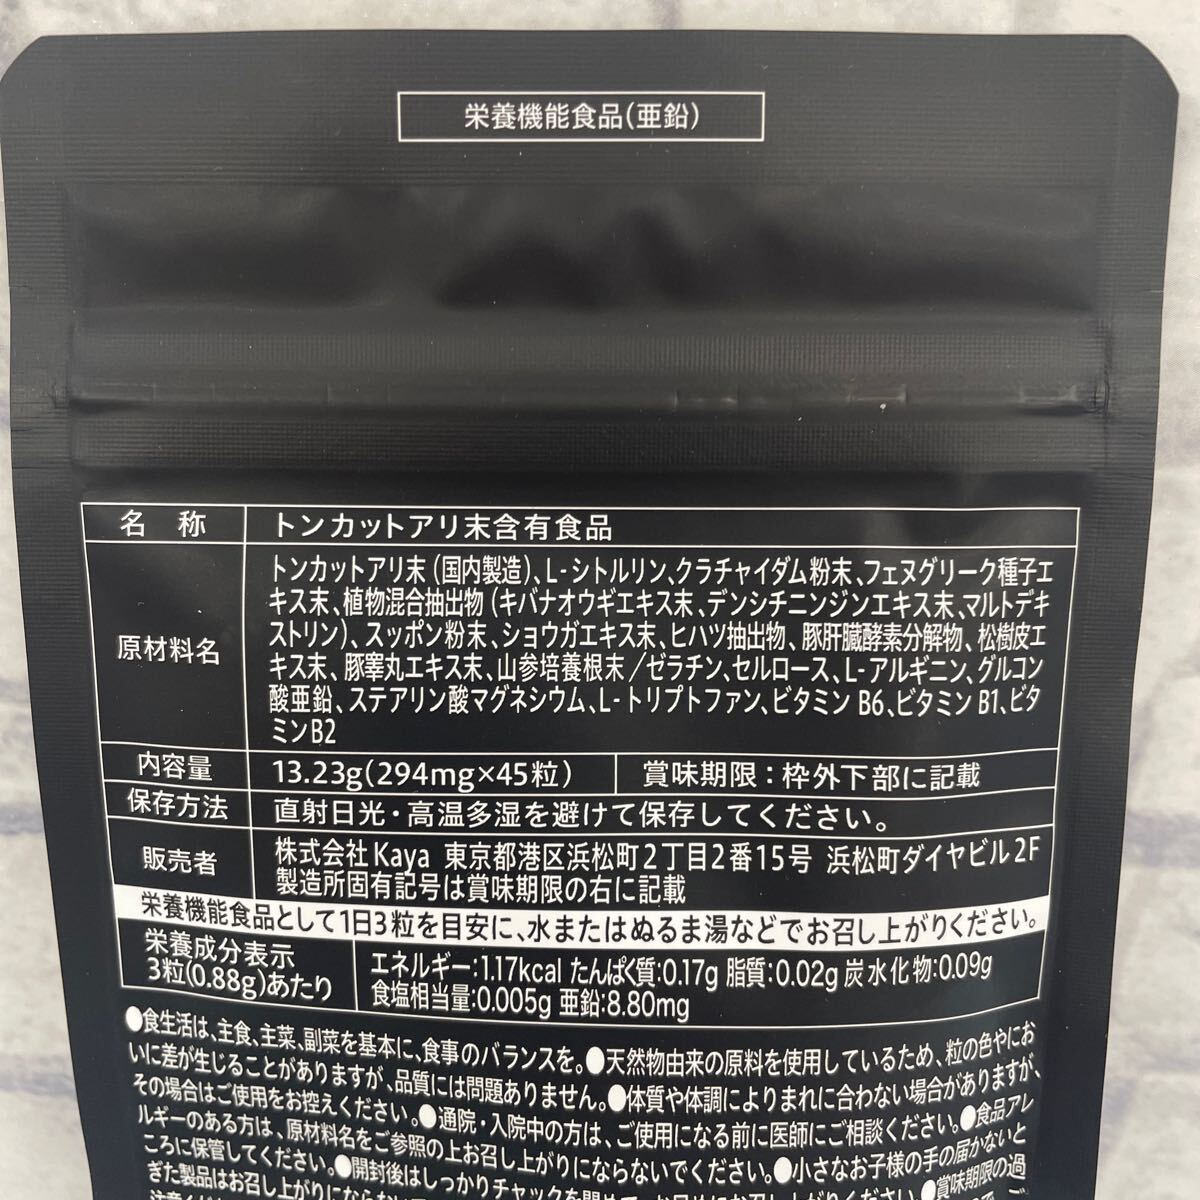 栄養機能食品(亜鉛)
名 称
トンカットアリ末含有食品
原材料名
トンカットアリ末(国内製造)、L-シトルリン、クラチャイダム粉末、フェヌグリーク種子エ
キス末、植物混合抽出物(キバナオウギエキス末、デンシチニンジンエキス末、マルトデキ
ストリン)、スッポン粉末、ショウガエキス末、ヒハツ抽出物、豚肝臓酵素分解物、松樹皮エ
キス末、豚睾丸エキス末、山参培養根末/ゼラチン、セルロース、L-アルギニン、グルコン
酸亜鉛、ステアリン酸マグネシウム、L-トリプトファン、ビタミンB6、ビタミンB1、ビタ
ミンB2
内容量
13.23g(294mg×45粒)
賞味期限:枠外下部に記載
保存方法
直射日光・高温多湿を避けて保存してください。
販売者
株式会社Kaya 東京都港区浜松町2丁目2番15号 浜松町ダイヤビル2F
製造所固有記号は賞味期限の右に記載
栄養機能食品として1日3粒を目安に、水またはぬるま湯などでお召し上がりください。
栄養成分表示
3粒(0.88g)あたり
エネルギー:1.17kcal たんぱく質:0.17g 脂質:0.02g 炭水化物:0.09g
食塩相当量:0.005g 亜鉛:8.80mg
●食生活は、主食、主菜、副菜を基本に、食事のバランスを。●天然物由来の原料を使用しているため、粒の色やにお
いに差が生じることがありますが、品質には問題ありません。●体質や体調によりまれに合わない場合がありますが、
その場合はご使用をお控えください。●通院・入院中の方は、ご使用になる前に医師にご相談ください。●食品アレ
ルギーのある方は、原材料名をご参照の上お召し上がりにならないでください。●小さなお子様の手の届かないと
ころに保管してください。●開封後はしっかりチャックを閉めて、お早めにお召し上がりください。●賞味期限の過
ぎた製品はお召し上がりにならない